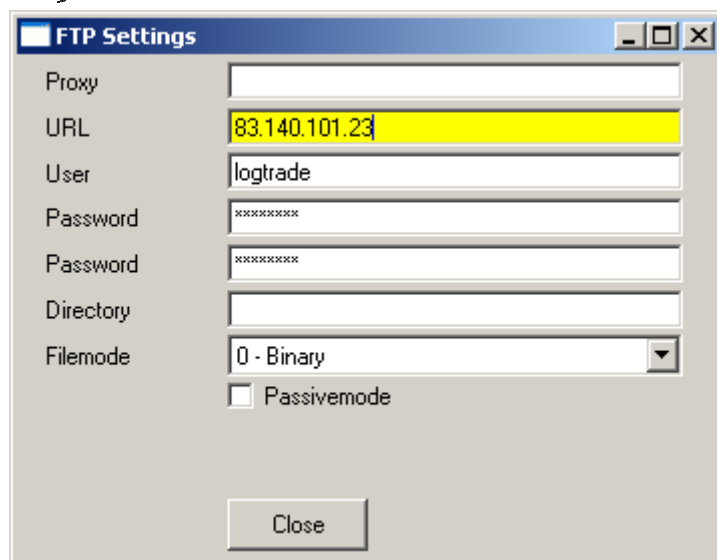 FTP Settings
Proxy
URL 83.140.101.23
User logtrade
Password ********
Password ********
Directory
Filemode 0 - Binary
Passivemode
Close